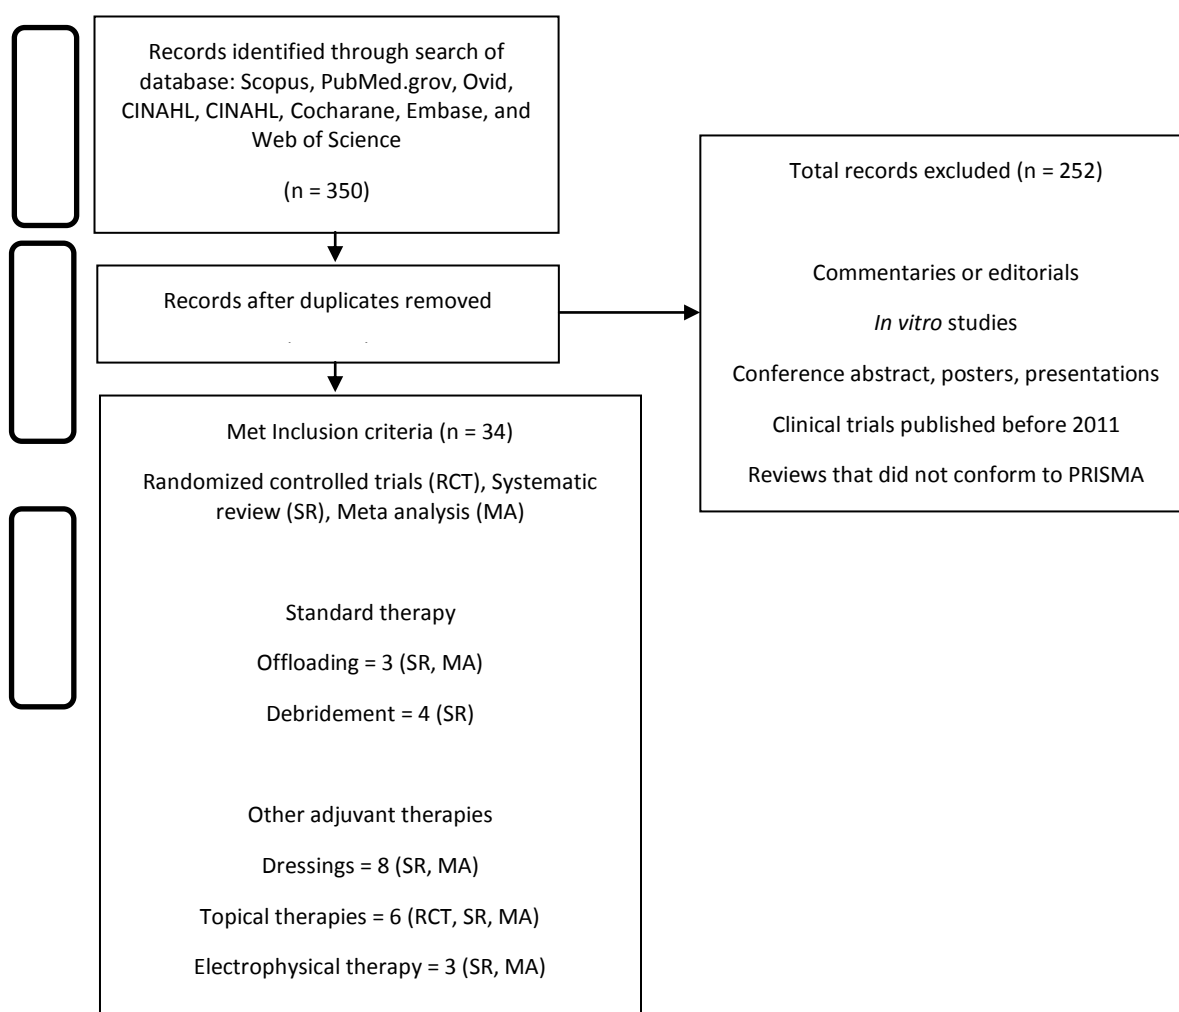 Records identified through search of
database: Scopus, PubMed.grov, Ovid,
CINAHL, CINAHL, Cocharane, Embase, and
Web of Science
(n = 350)
Records after duplicates removed
Total records excluded (n = 252)
Commentaries or editorials
In vitro studies
Conference abstract, posters, presentations
Clinical trials published before 2011
Reviews that did not conform to PRISMA
Met Inclusion criteria (n = 34)
Randomized controlled trials (RCT), Systematic
review (SR), Meta analysis (MA)
Standard therapy
Offloading = 3 (SR, MA)
Debridement = 4 (SR)
Other adjuvant therapies
Dressings = 8 (SR, MA)
Topical therapies = 6 (RCT, SR, MA)
Electrophysical therapy = 3 (SR, MA)